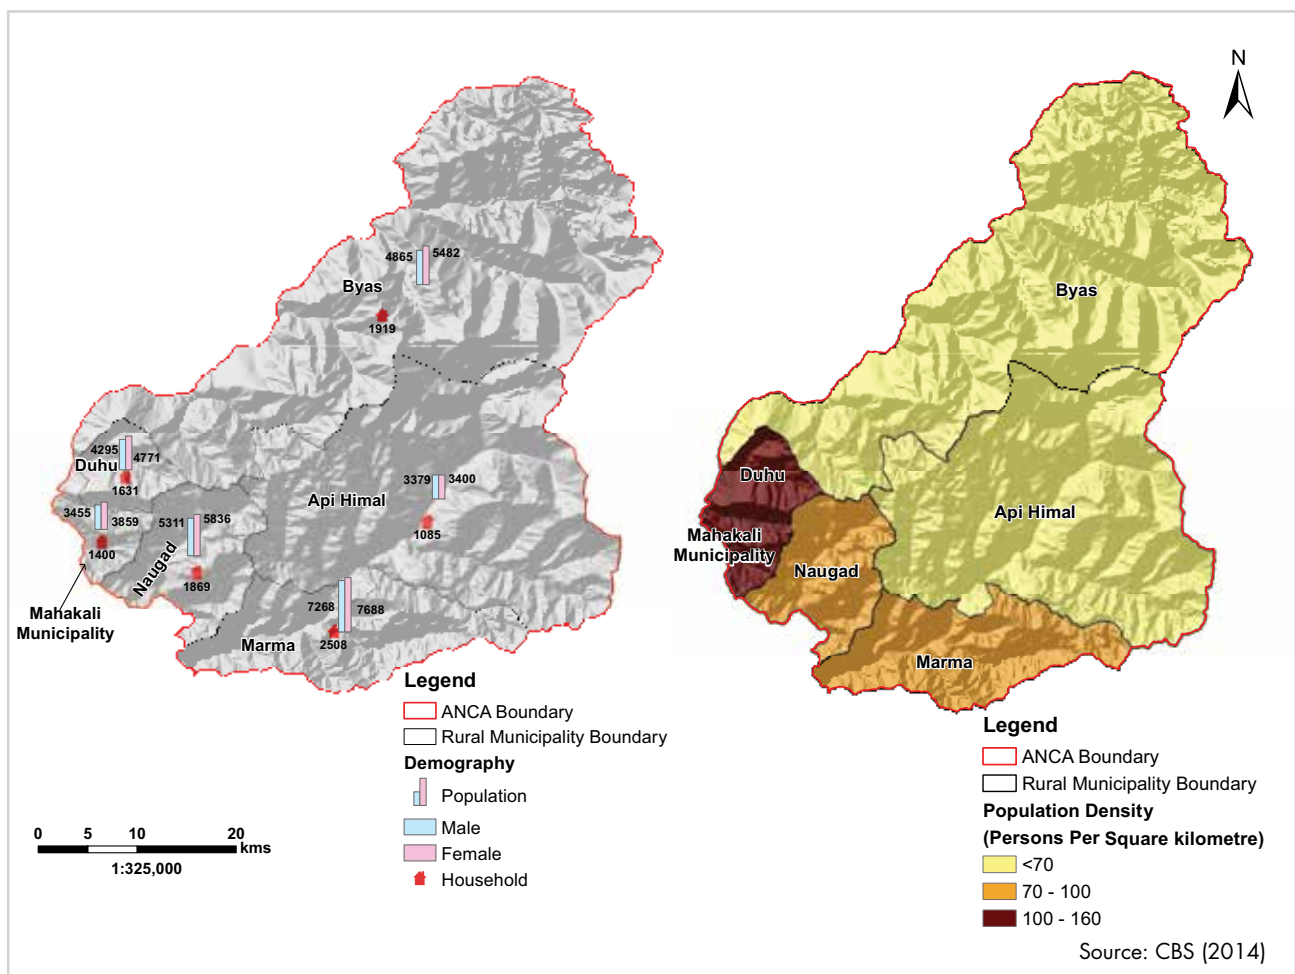 N
4865
5482
Byas
1919
4295
4771
Duhu
1631
3455
3859
1400
5311
5836
Naugad
1869
Mahakali
Municipality
Api Himal
3379
3400
1085
7268
7688
2508
Marma
Legend
ANCA Boundary
Rural Municipality Boundary
Demography
Population
Male
Female
Household
0 5 10 20
kms
1:325,000
Byas
Duhu
Mahakali
Municipality
Naugad
Api Himal
Marma
Legend
ANCA Boundary
Rural Municipality Boundary
Population Density
(Persons Per Square kilometre)
<70
70 - 100
100 - 160
Source: CBS (2014)